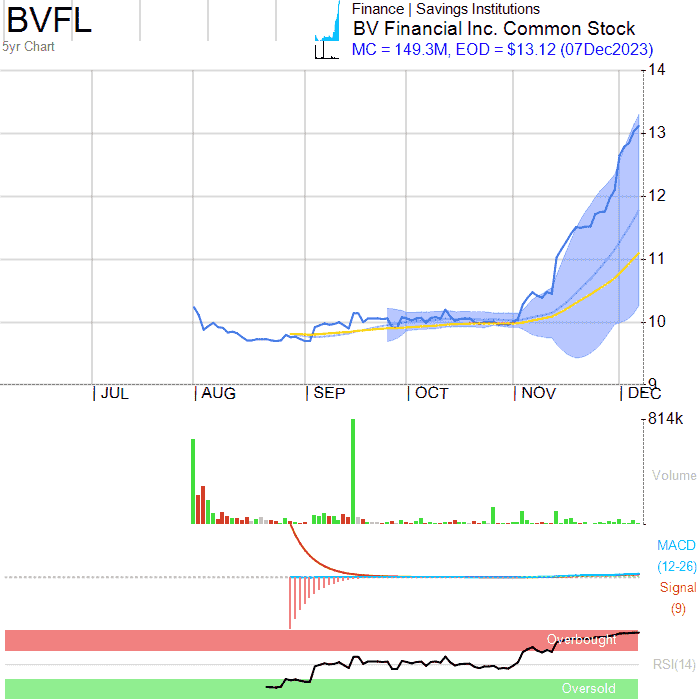 BVFL
5yr Chart
Finance | Savings Institutions
BV Financial Inc. Common Stock
MC = 149.3M, EOD = $13.12 (07Dec2023)
14
13
12
11
10
9
JUL AUG SEP OCT NOV DEC
814k
Volume
MACD
(12-26)
Signal
(9)
Overbought
RSI(14)
Oversold